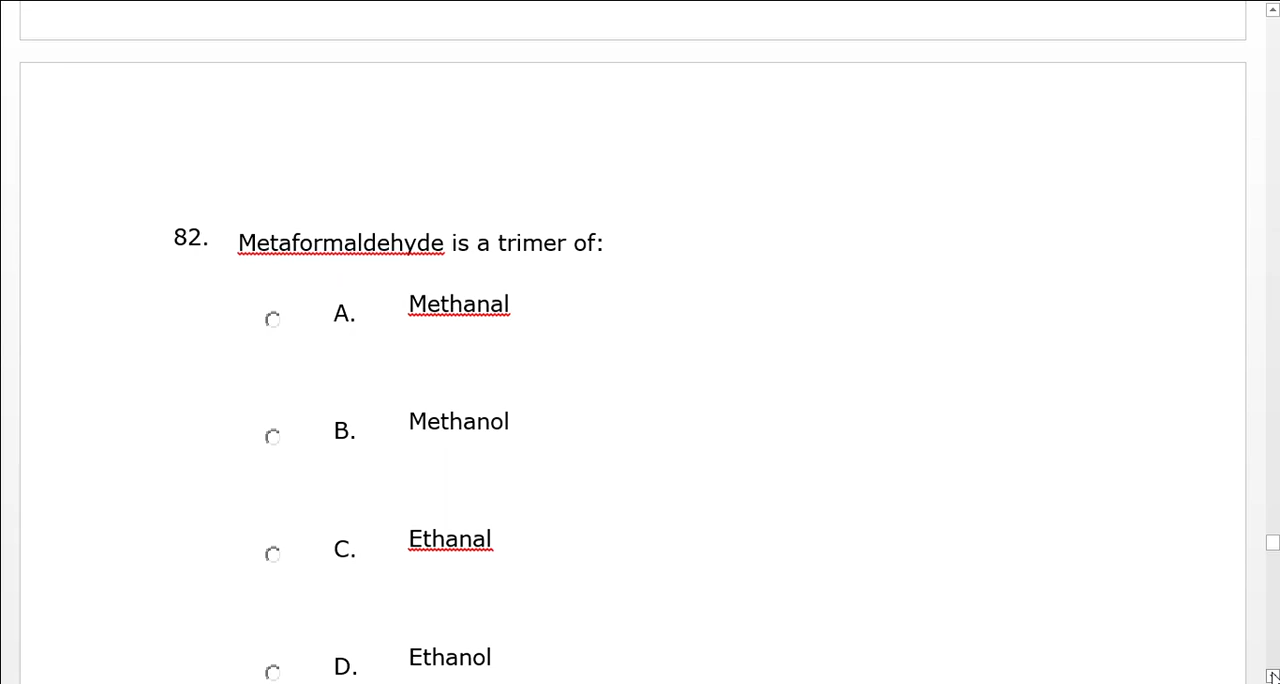 82. Metaformaldehyde is a trimer of:
A. Methanal
B. Methanol
C. Ethanal
D. Ethanol